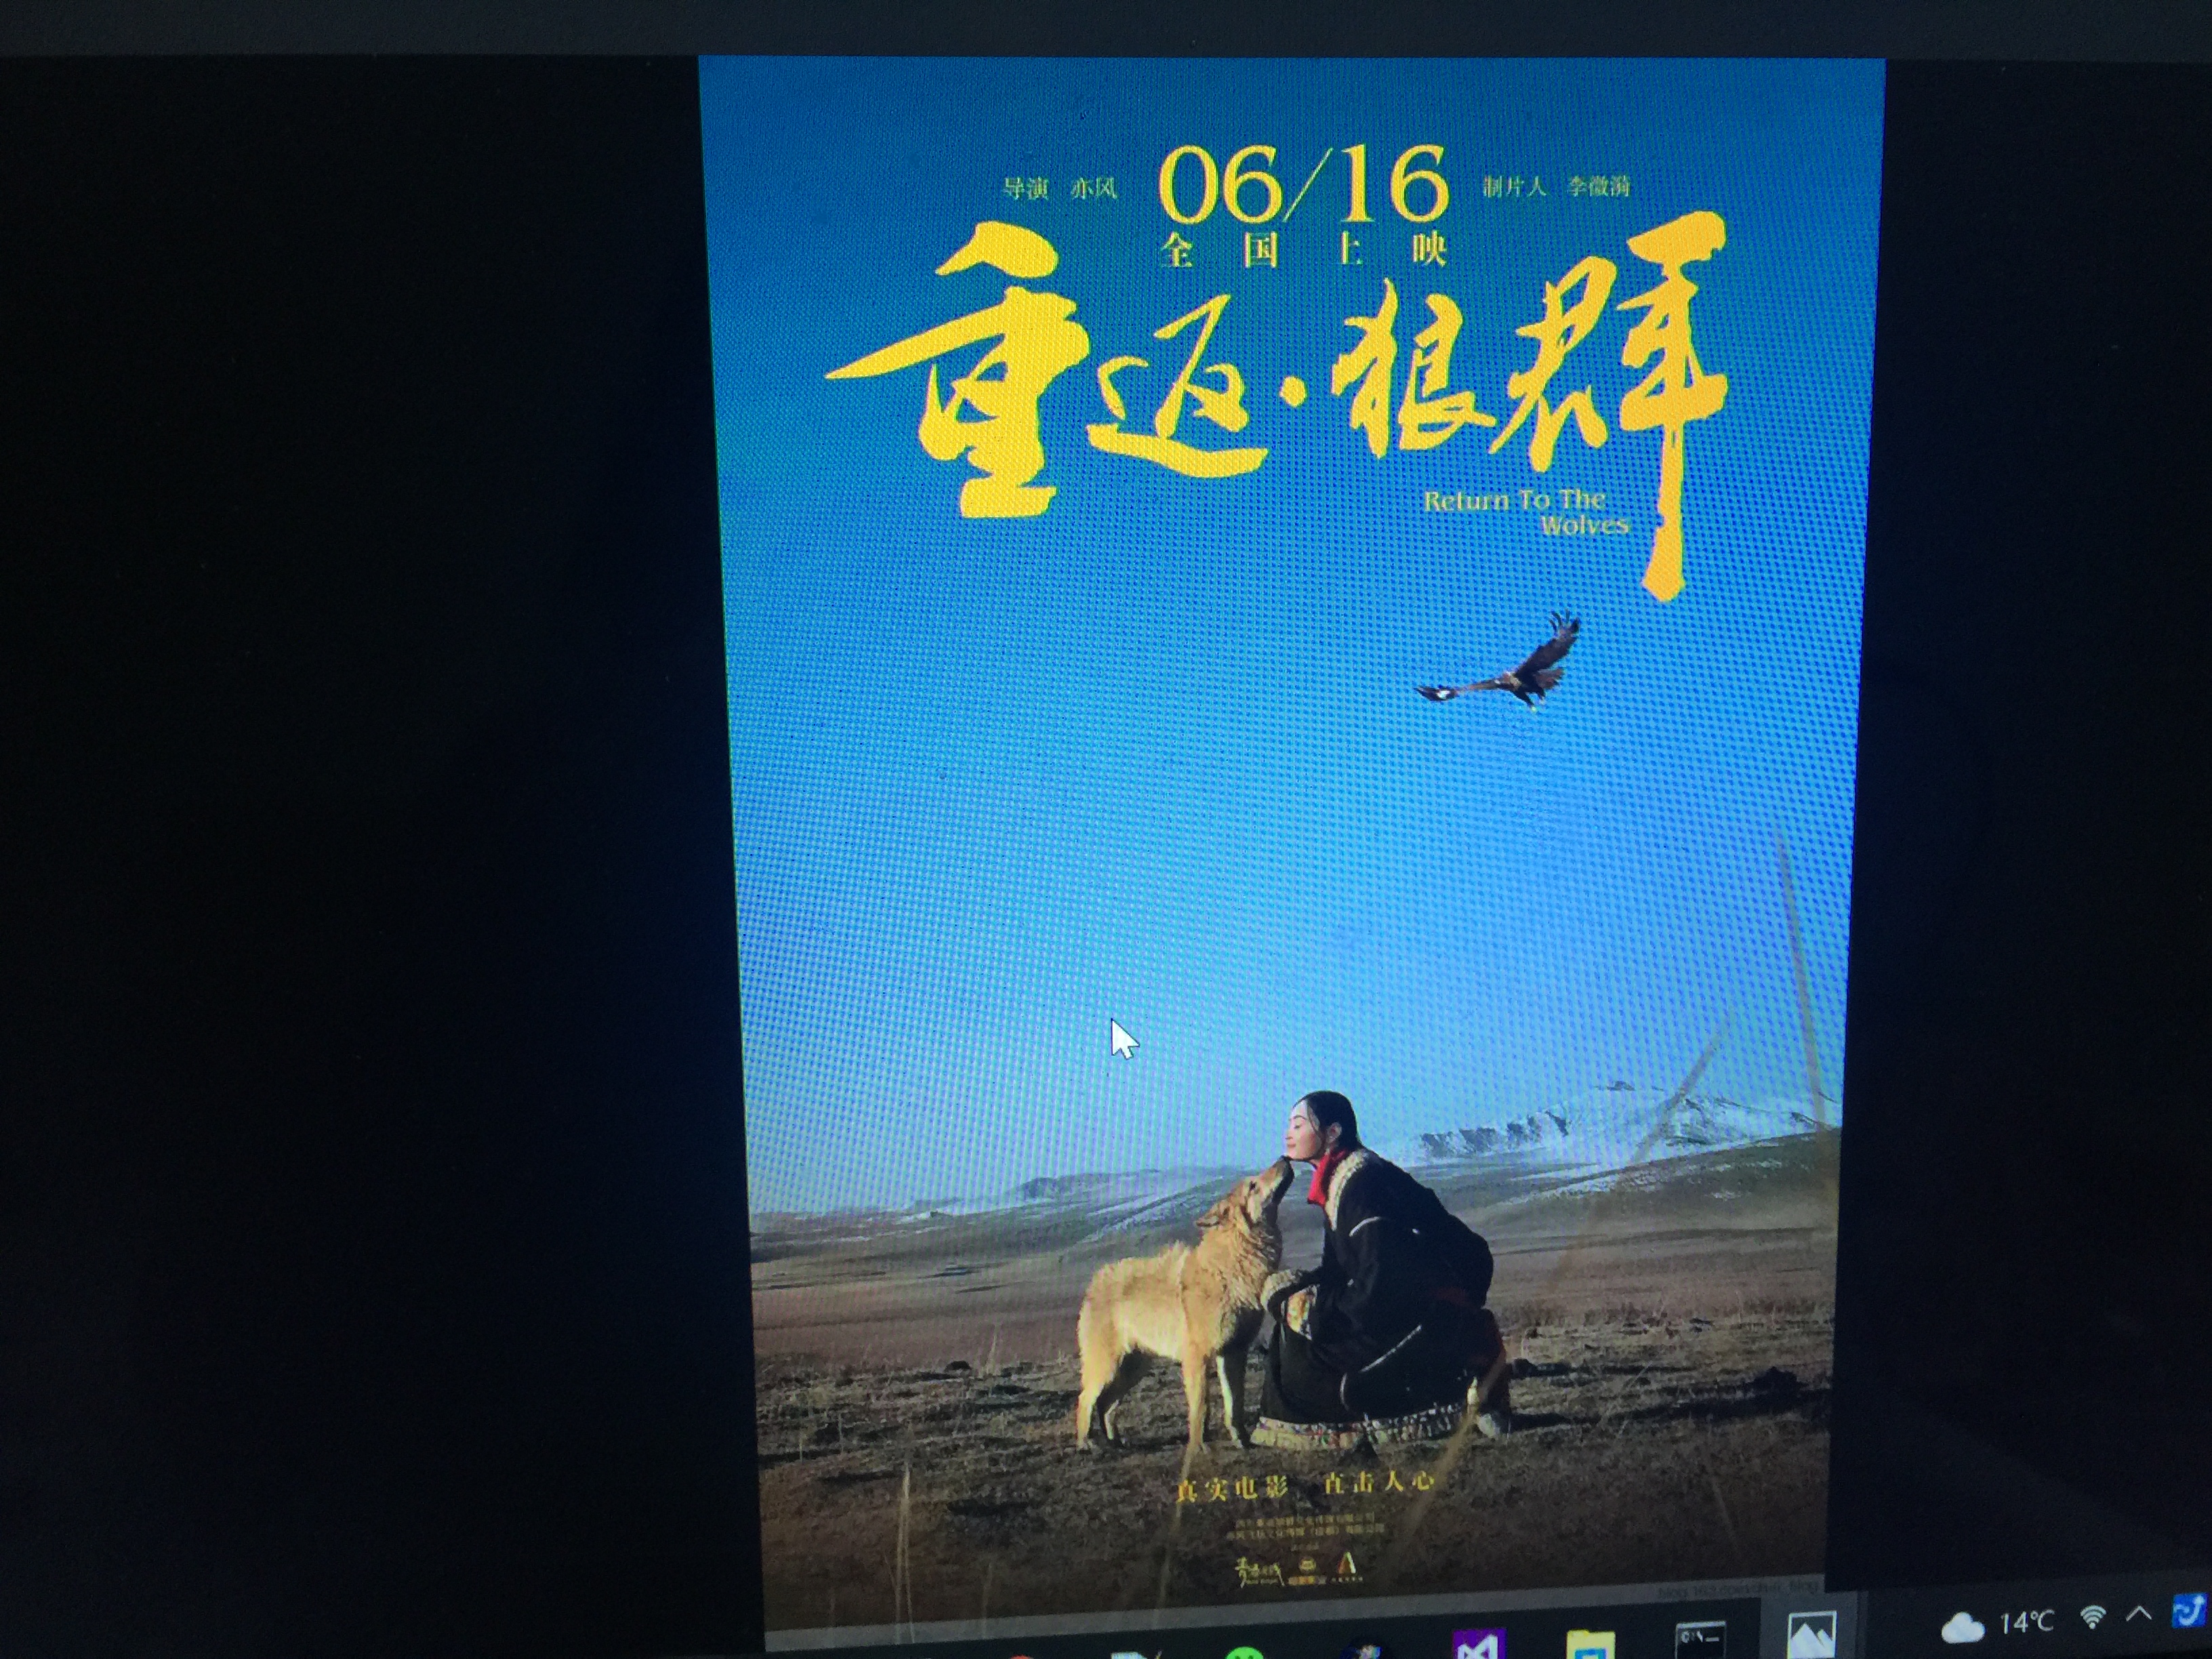 导演 亦风 06/16 制片人 李微漪
全国上映
重返·狼群
Return To The
Wolves
真实电影 直击人心
14℃